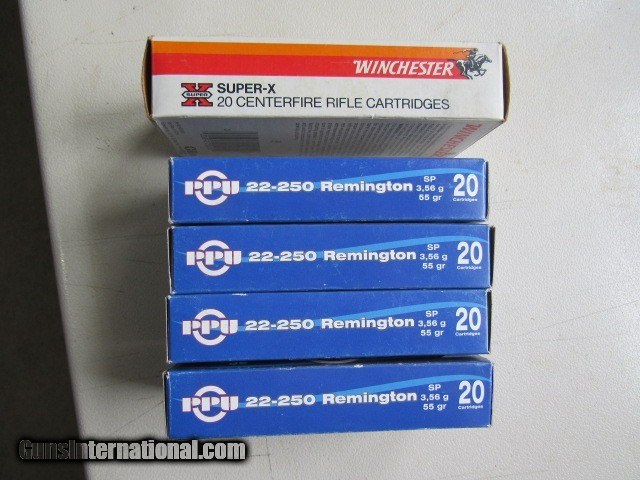 WINCHESTER
X SUPER SUPER-X
20 CENTERFIRE RIFLE CARTRIDGES
PPU 22-250 Remington SP 3,56 g 55 gr 20 Cartridges
PPU 22-250 Remington SP 3,56 g 55 gr 20 Cartridges
PPU 22-250 Remington SP 3,56 g 55 gr 20 Cartridges
PPU 22-250 Remington SP 3,56 g 55 gr 20 Cartridges
GunsInternational.com